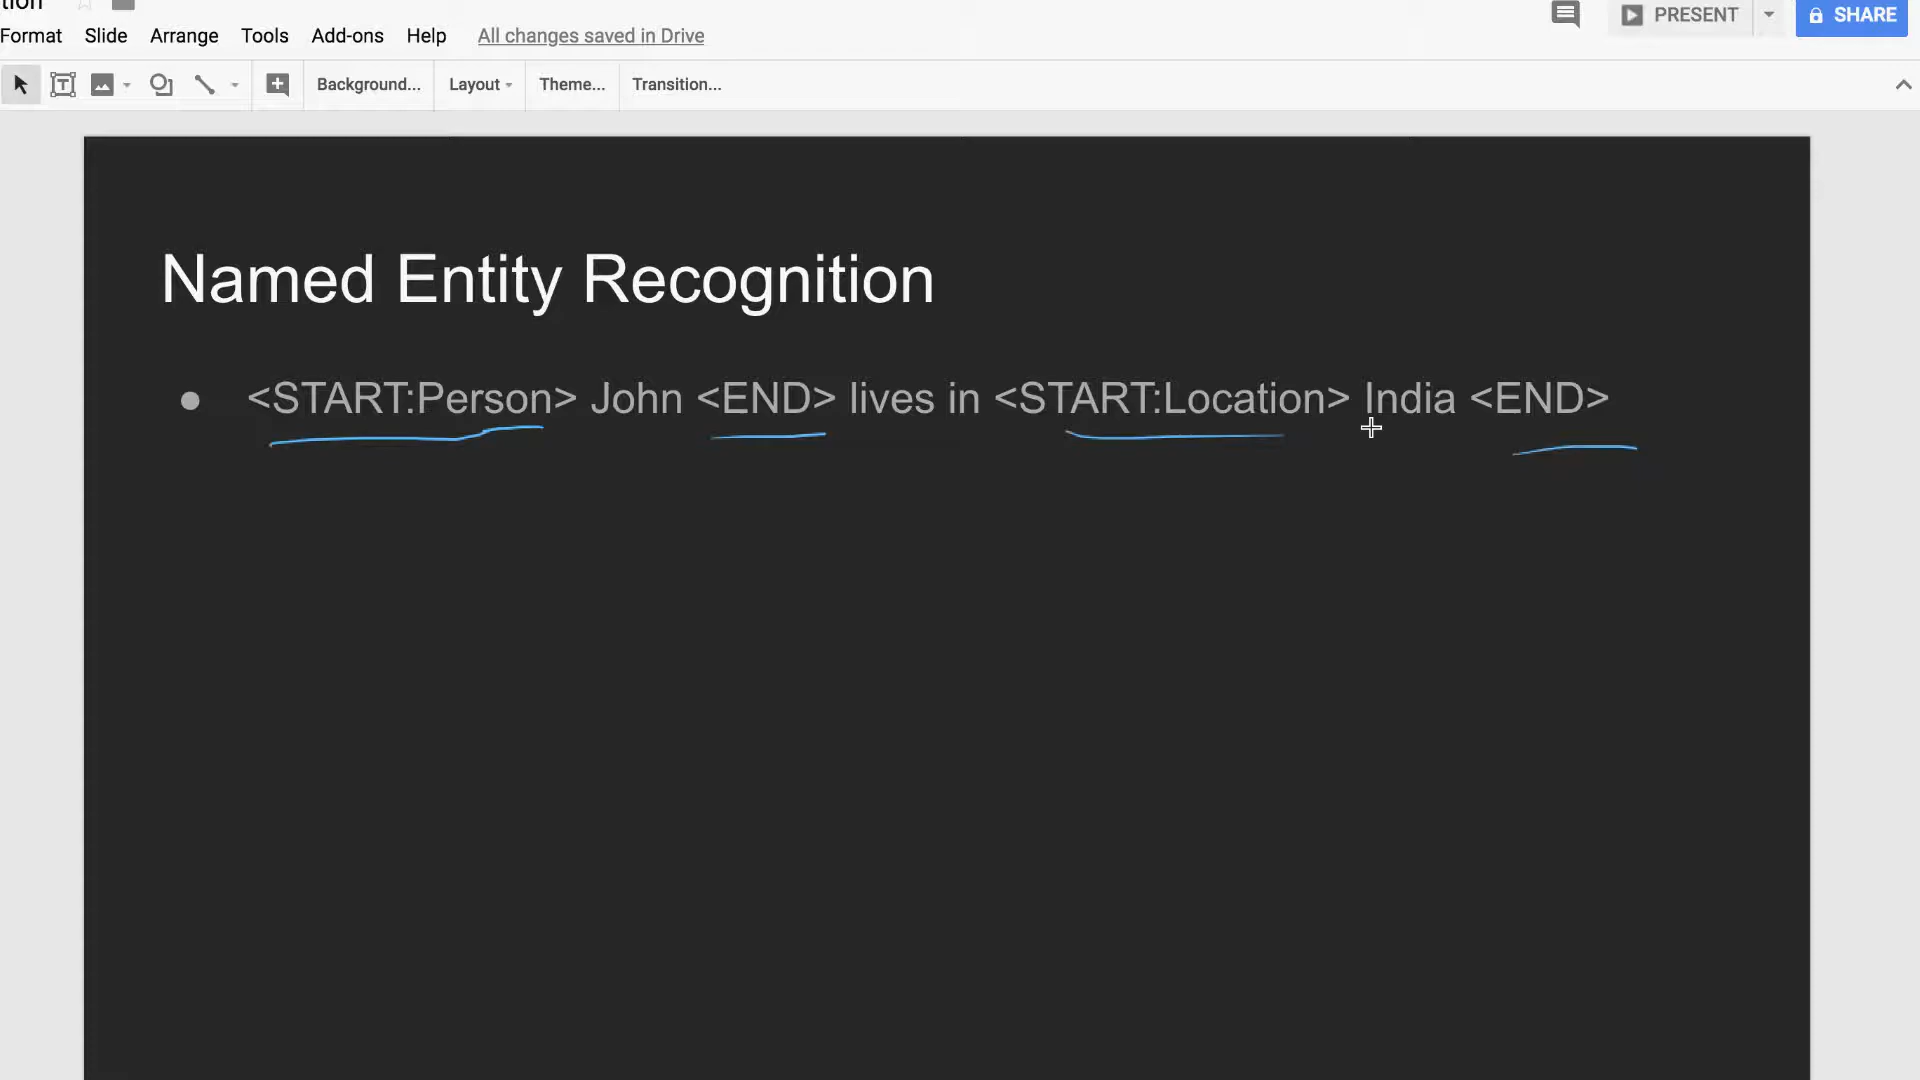 tion
Format Slide Arrange Tools Add-ons Help All changes saved in Drive PRESENT SHARE
Background... Layout Theme... Transition...
Named Entity Recognition
● <START:Person> John <END> lives in <START:Location> India <END>